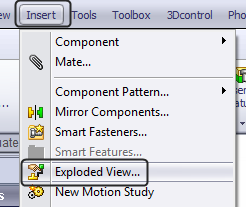 Insert Tools Toolbox 3Dcontrol Phot
Component
Mate...
Component Pattern...
Mirror Components...
Smart Fasteners...
Smart Features...
Exploded View...
New Motion Study